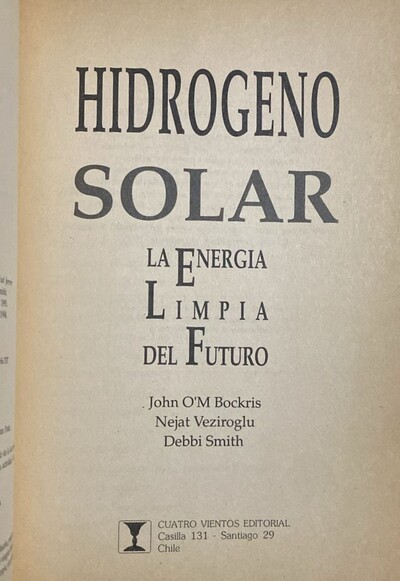 HIDROGENO
SOLAR
LA ENERGIA
LIMPIA
DEL FUTURO
John O'M Bockris
Nejat Veziroglu
Debbi Smith
CUATRO VIENTOS EDITORIAL
Casilla 131 - Santiago 29
Chile